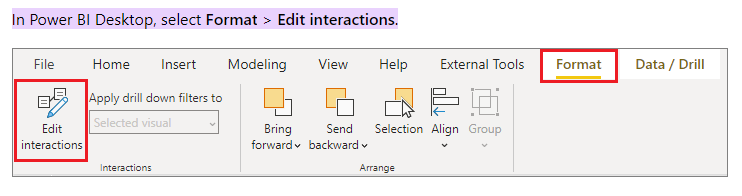 In Power BI Desktop, select Format > Edit interactions.
File Home Insert Modeling View Help External Tools Format Data / Drill
Apply drill down filters to
Selected visual
Edit
interactions
Interactions
Bring
forward
Send
backward
Selection
Align
Group
Arrange